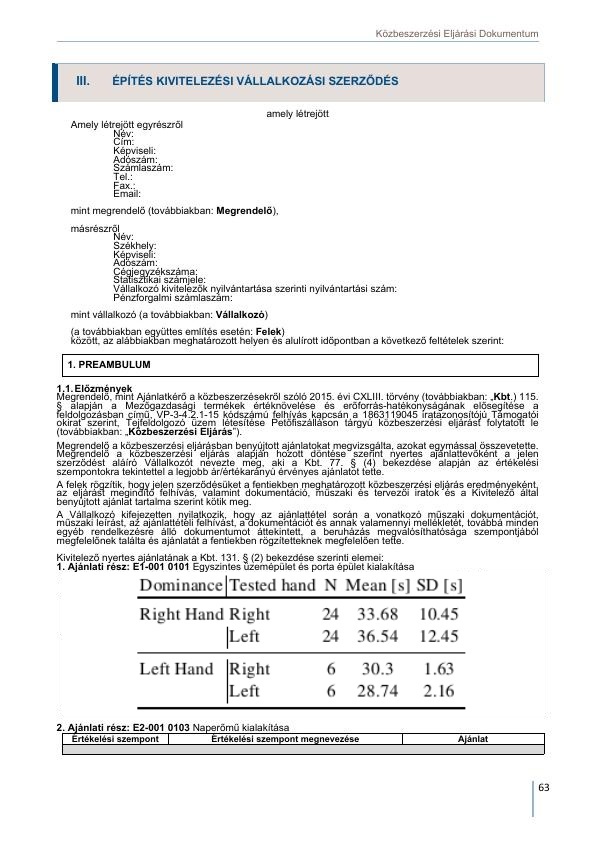 Közbeszerzési Eljárási Dokumentum
III. ÉPÍTÉS KIVITELEZÉSI VÁLLALKOZÁSI SZERZŐDÉS
amely létrejött
Amely létrejött egyrészről
Név:
Cím:
Képviseli:
Adószám:
Számlaszám:
Tel.:
Fax.:
Email:
mint megrendelő (továbbiakban: Megrendelő),
másrészről
Név:
Székhely:
Képviseli:
Adószám:
Cégjegyzékszáma:
Statisztikai számjele:
Vállalkozó kivitelezők nyilvántartása szerinti nyilvántartási szám:
Pénzforgalmi számlaszám:
mint vállalkozó (a továbbiakban: Vállalkozó)
(a továbbiakban együttes említés esetén: Felek)
között, az alábbiakban meghatározott helyen és alulírott időpontban a következő feltételek szerint:
1. PREAMBULUM
1.1. Előzmények
Megrendelő, mint Ajánlatkérő a közbeszerzésekről szóló 2015. évi CXLIII. törvény (továbbiakban: „Kbt.) 115.
§ alapján a Mezőgazdasági termékek értéknövelése és erőforrás-hatékonyságának elősegítése a
feldolgozásban című, VP-3-4.2.1-15 kódszámú felhívás kapcsán a 1863119045 iratazonosítójú Támogatói
okirat szerint, Tejfeldolgozó üzem létesítése Petőfiszálláson tárgyú közbeszerzési eljárást folytatott le
(továbbiakban: „Közbeszerzési Eljárás”).
Megrendelő a közbeszerzési eljárásban benyújtott ajánlatokat megvizsgálta, azokat egymással összevetette.
Megrendelő a közbeszerzési eljárás alapján hozott döntése szerint nyertes ajánlattevőként a jelen
szerződést aláíró Vállalkozót nevezte meg, aki a Kbt. 77. § (4) bekezdése alapján az értékelési
szempontokra tekintettel a legjobb ár/értékarányú érvényes ajánlatot tette.
A felek rögzítik, hogy jelen szerződésüket a fentiekben meghatározott közbeszerzési eljárás eredményeként,
az eljárást megindító felhívás, valamint dokumentáció, műszaki és tervezői iratok és a Kivitelező által
benyújtott ajánlat tartalma szerint kötik meg.
A Vállalkozó kifejezetten nyilatkozik, hogy az ajánlattétel során a vonatkozó műszaki dokumentációt,
műszaki leírást, az ajánlattételi felhívást, a dokumentációt és annak valamennyi mellékletét, továbbá minden
egyéb rendelkezésre álló dokumentumot áttekintett, a beruházás megvalósíthatósága szempontjából
megfelelőnek találta és ajánlatát a fentiekben rögzítetteknek megfelelően tette.
Kivitelező nyertes ajánlatának a Kbt. 131. § (2) bekezdése szerinti elemei:
1. Ajánlati rész: E1-001 0101 Egyszintes üzemépület és porta épület kialakítása
Dominance Tested hand N Mean [s] SD [s]
Right Hand Right 24 33.68 10.45
Left 24 36.54 12.45
Left Hand Right 6 30.3 1.63
Left 6 28.74 2.16
2. Ajánlati rész: E2-001 0103 Naperőmű kialakítása
Értékelési szempont Értékelési szempont megnevezése Ajánlat
63